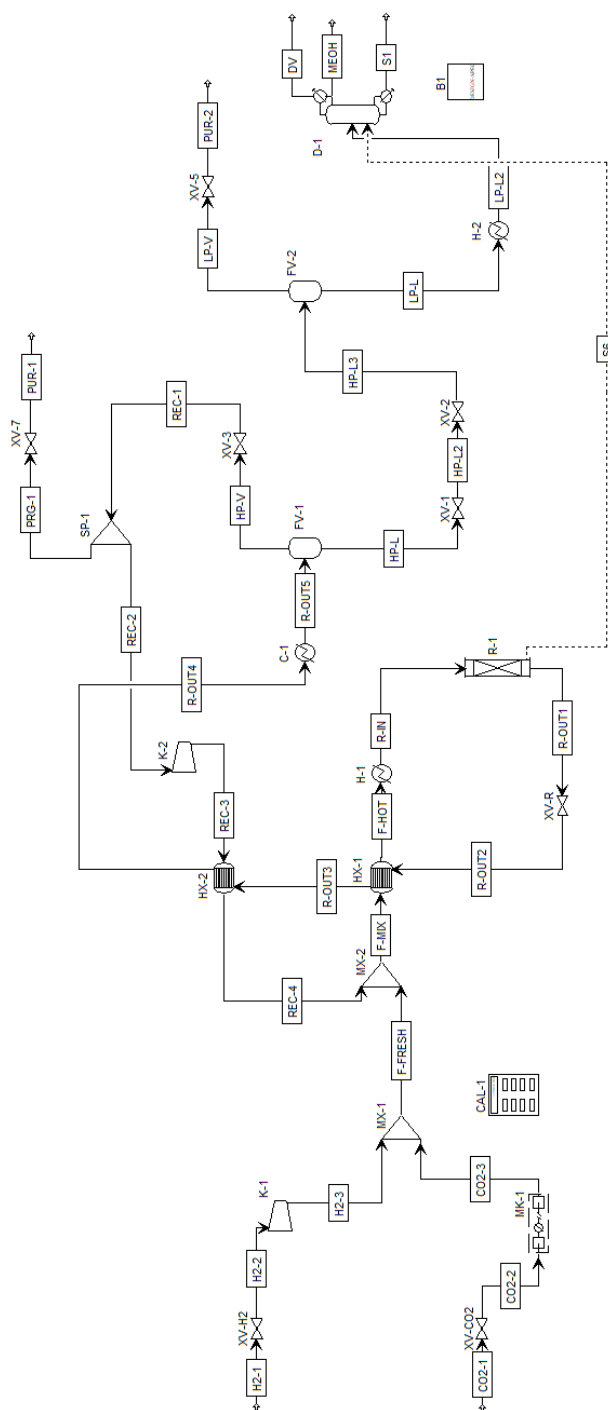 H2-1
XV-H2
H2-2
K-1
H2-3
CO2-1
XV-CO2
CO2-2
MK-1
CO2-3
MX-1
CAL-1
F-FRESH
MX-2
F-MIX
REC-4
HX-1
HX-2
R-OUT3
F-HOT
H-1
R-IN
R-1
R-OUT1
XV-R
R-OUT2
REC-3
K-2
REC-2
R-OUT4
C-1
R-OUT5
FV-1
HP-V
XV-3
REC-1
SP-1
PRG-1
XV-7
PUR-1
HP-L
XV-1
HP-L2
XV-2
HP-L3
FV-2
LP-V
XV-5
PUR-2
LP-L
H-2
LP-L2
S6
D-1
DV
MEOH
S1
B1